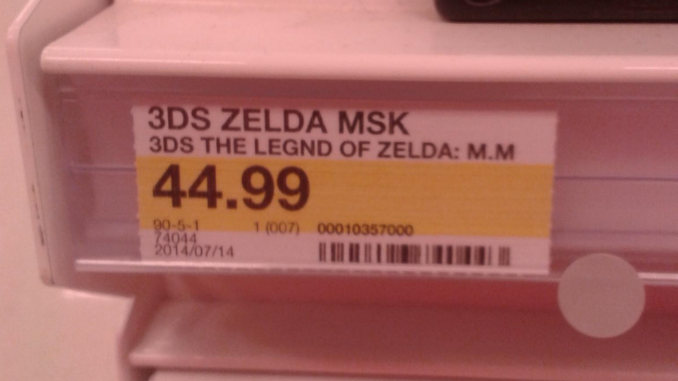 3DS ZELDA MSK
3DS THE LEGND OF ZELDA: M.M
44.99
90-5-1 1 (007) 00010357000
74044
2014/07/14